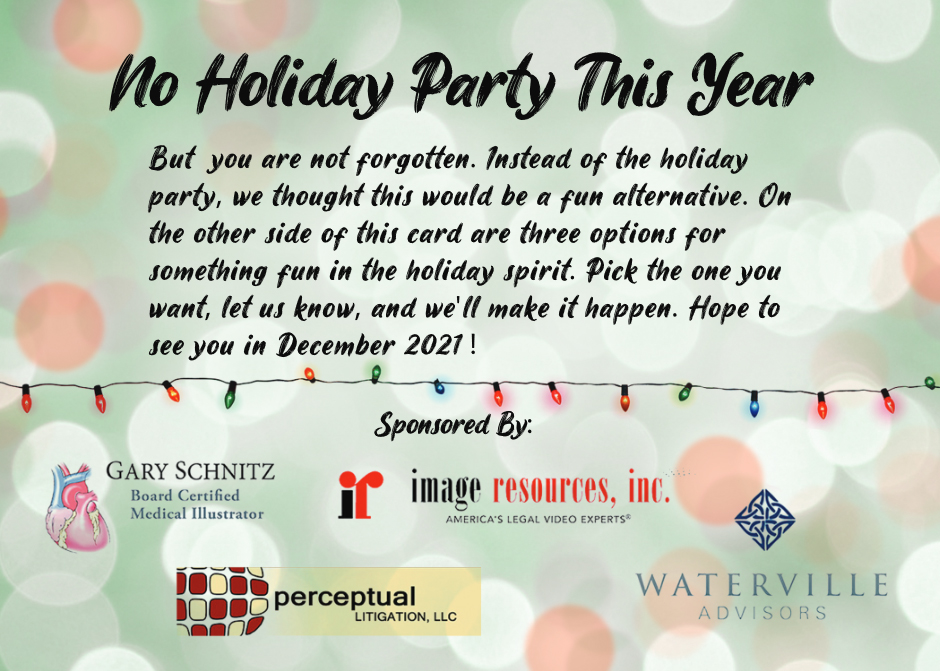 No Holiday Party This Year
But you are not forgotten. Instead of the holiday
party, we thought this would be a fun alternative. On
the other side of this card are three options for
something fun in the holiday spirit. Pick the one you
want, let us know, and we'll make it happen. Hope to
see you in December 2021 !
Sponsored By:
GARY SCHNITZ
Board Certified
Medical Illustrator
ir image resources, inc.
AMERICA'S LEGAL VIDEO EXPERTS®
perceptual
LITIGATION, LLC
WATERVILLE
ADVISORS